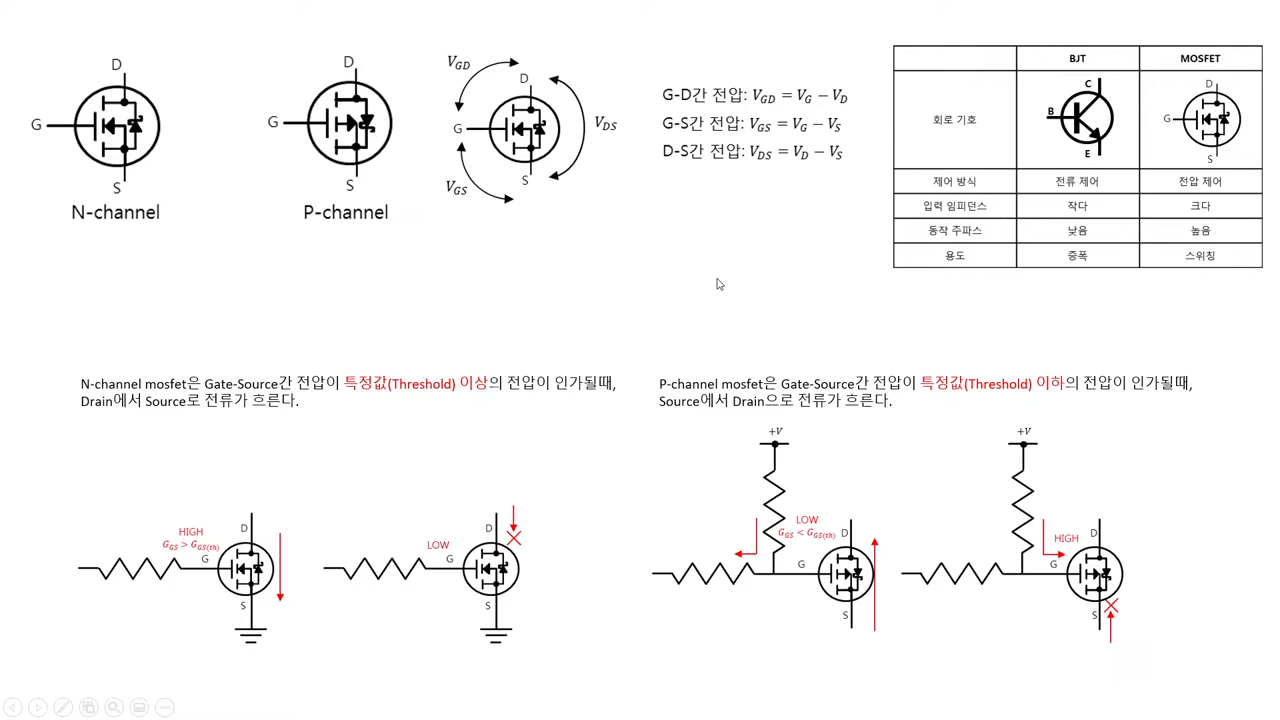 D
G
S
N-channel
D
G
S
P-channel
V_GD
D
G
V_DS
V_GS
S
G-D간 전압: V_GD = V_G − V_D
G-S간 전압: V_GS = V_G − V_S
D-S간 전압: V_DS = V_D − V_S
BJT MOSFET
회로 기호
C
B
E
D
G
S
제어 방식 전류 제어 전압 제어
입력 임피던스 작다 크다
동작 주파스 낮음 높음
용도 증폭 스위칭
N-channel mosfet은 Gate-Source간 전압이 특정값(Threshold) 이상의 전압이 인가될때,
Drain에서 Source로 전류가 흐른다.
HIGH
G_GS > G_GS(th)
D
G
S
LOW
D
G
S
P-channel mosfet은 Gate-Source간 전압이 특정값(Threshold) 이하의 전압이 인가될때,
Source에서 Drain으로 전류가 흐른다.
+V
LOW
G_GS < G_GS(th)
D
G
S
+V
HIGH
D
G
S